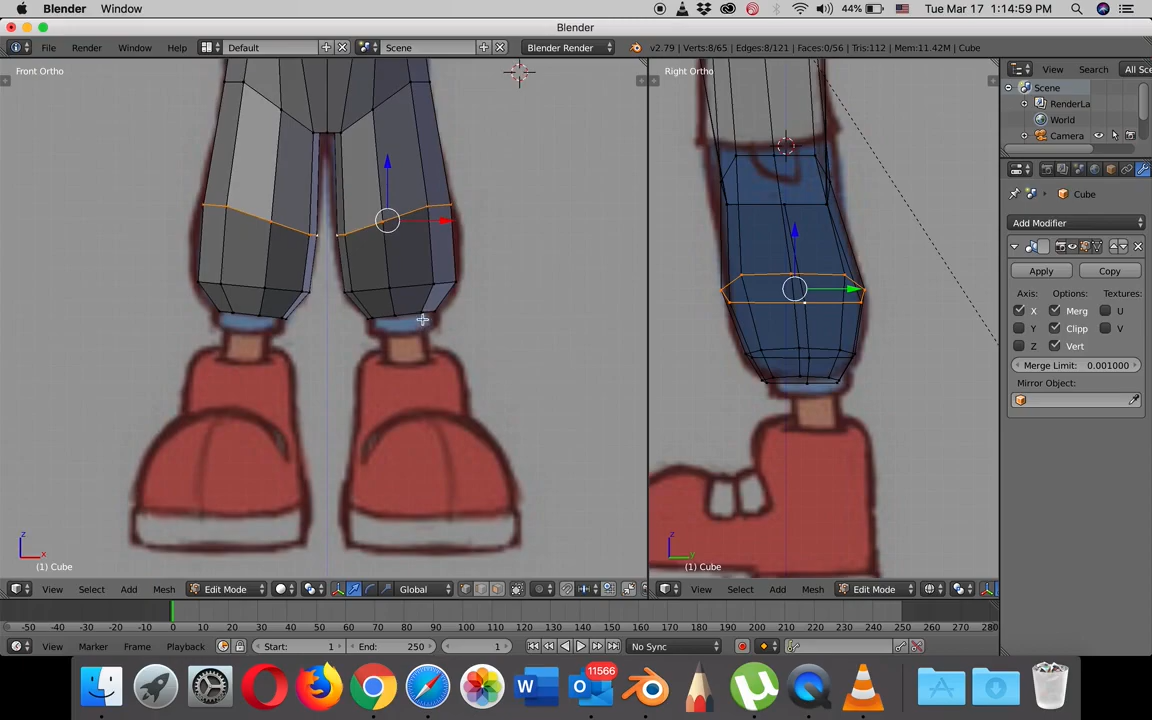 Blender Window 44% Tue Mar 17 1:14:59 PM
Blender
File Render Window Help Default Scene Blender Render v2.79 | Verts:8/65 | Edges:8/121 | Faces:0/56 | Tris:112 | Mem:11.42M | Cube
Front Ortho
Right Ortho
View Search All Sce
Scene
RenderLa
World
Camera
Cube
Add Modifier
Apply Copy
Axis: Options: Textures:
X Merg U
Y Clipp V
Z Vert
Merge Limit: 0.001000
Mirror Object:
z
x
(1) Cube
z
y
(1) Cube
View Select Add Mesh Edit Mode Global
View Select Add Mesh Edit Mode
-50 -40 -30 -20 -10 0 10 20 30 40 50 60 70 80 90 100 110 120 130 140 150 160 170 180 190 200 210 220 230 240 250 260 270 280
View Marker Frame Playback Start: 1 End: 250 1 No Sync
11566
W